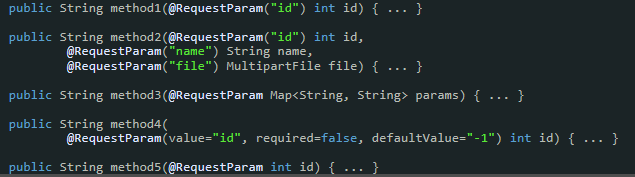 public String method1(@RequestParam("id") int id) { ... }
public String method2(@RequestParam("id") int id,
@RequestParam("name") String name,
@RequestParam("file") MultipartFile file) { ... }
public String method3(@RequestParam Map<String, String> params) { ... }
public String method4(
@RequestParam(value="id", required=false, defaultValue="-1") int id) { ... }
public String method5(@RequestParam int id) { ... }